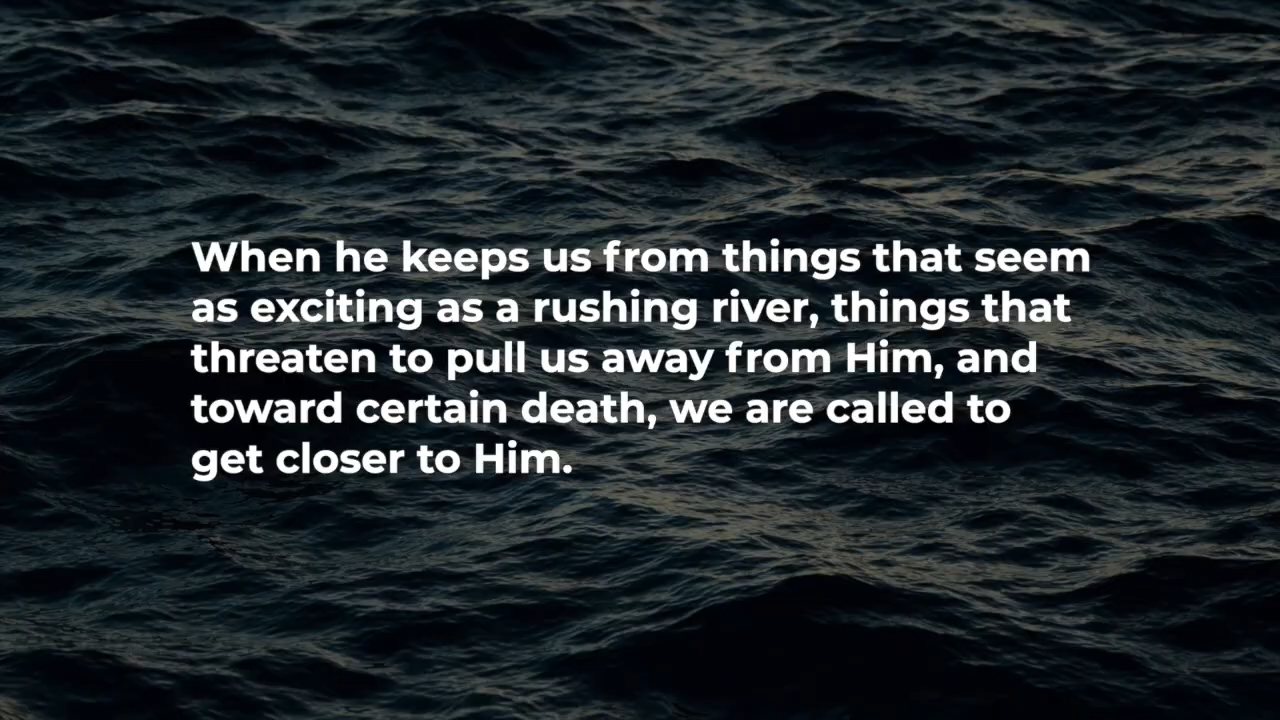 When he keeps us from things that seem
as exciting as a rushing river, things that
threaten to pull us away from Him, and
toward certain death, we are called to
get closer to Him.